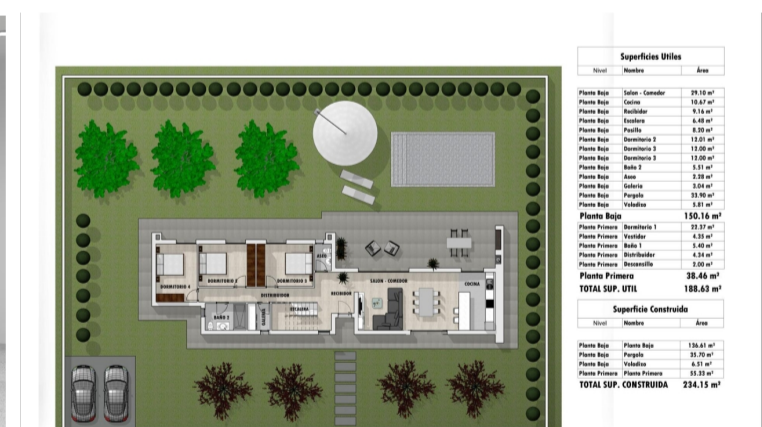 Superficies Utiles
Nivel Nombre Área
Planta Baja Salon - Comedor 29.10 m²
Planta Baja Cocina 10.67 m²
Planta Baja Recibidor 9.16 m²
Planta Baja Escalera 6.48 m²
Planta Baja Pasillo 8.20 m²
Planta Baja Dormitorio 2 12.01 m²
Planta Baja Dormitorio 3 12.00 m²
Planta Baja Dormitorio 3 12.00 m²
Planta Baja Baño 2 5.51 m²
Planta Baja Aseo 2.28 m²
Planta Baja Galeria 3.04 m²
Planta Baja Pergola 33.90 m²
Planta Baja Voladizo 5.81 m²
Planta Baja 150.16 m²
Planta Primera Dormitorio 1 22.37 m²
Planta Primera Vestidor 4.35 m²
Planta Primera Baño 1 5.40 m²
Planta Primera Distribuidor 4.34 m²
Planta Primera Descansillo 2.00 m²
Planta Primera 38.46 m²
TOTAL SUP. UTIL 188.63 m²
Superficie Construida
Nivel Nombre Área
Planta Baja Planta Baja 136.61 m²
Planta Baja Pergola 35.70 m²
Planta Baja Voladizo 6.51 m²
Planta Primera Planta Primera 55.33 m²
TOTAL SUP. CONSTRUIDA 234.15 m²
ASEO
DORMITORIO 4
DORMITORIO
DORMITORIO
DISTRIBUIDOR
RECIBIDOR
SALON - COMEDOR
COCINA
BAÑO 2
ESCALERA